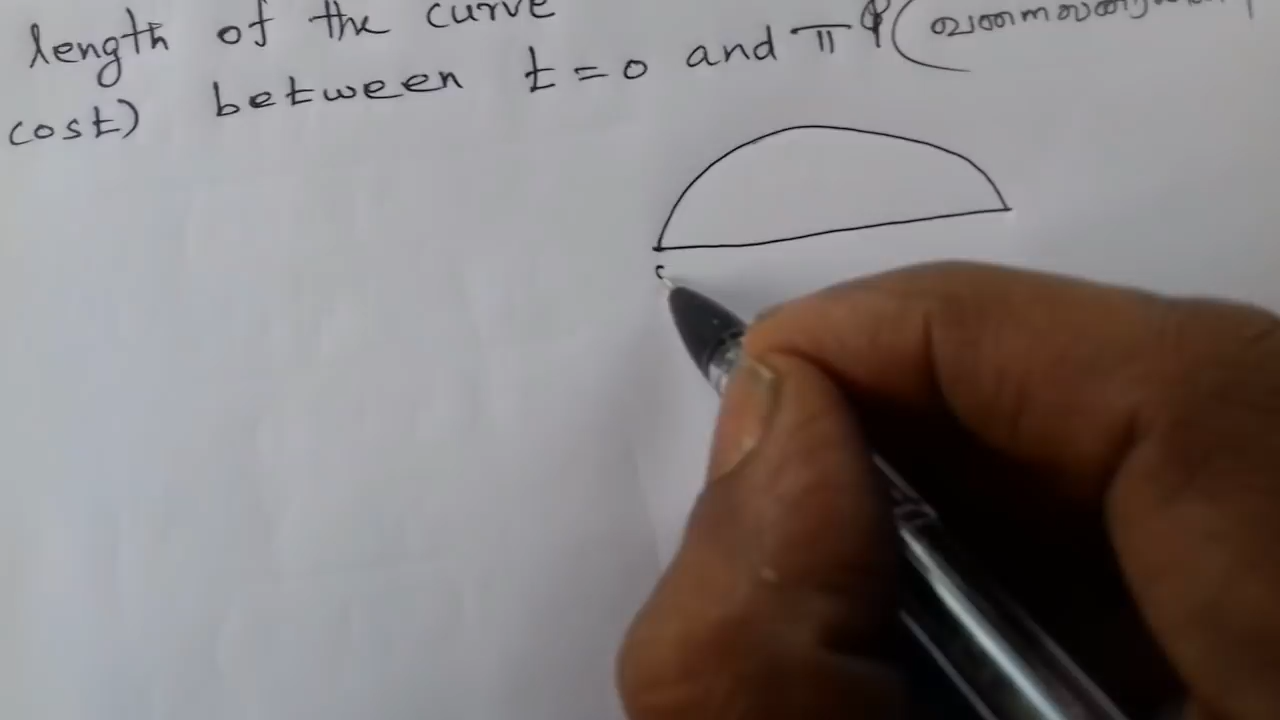 length of the curve
cost) between t=0 and π